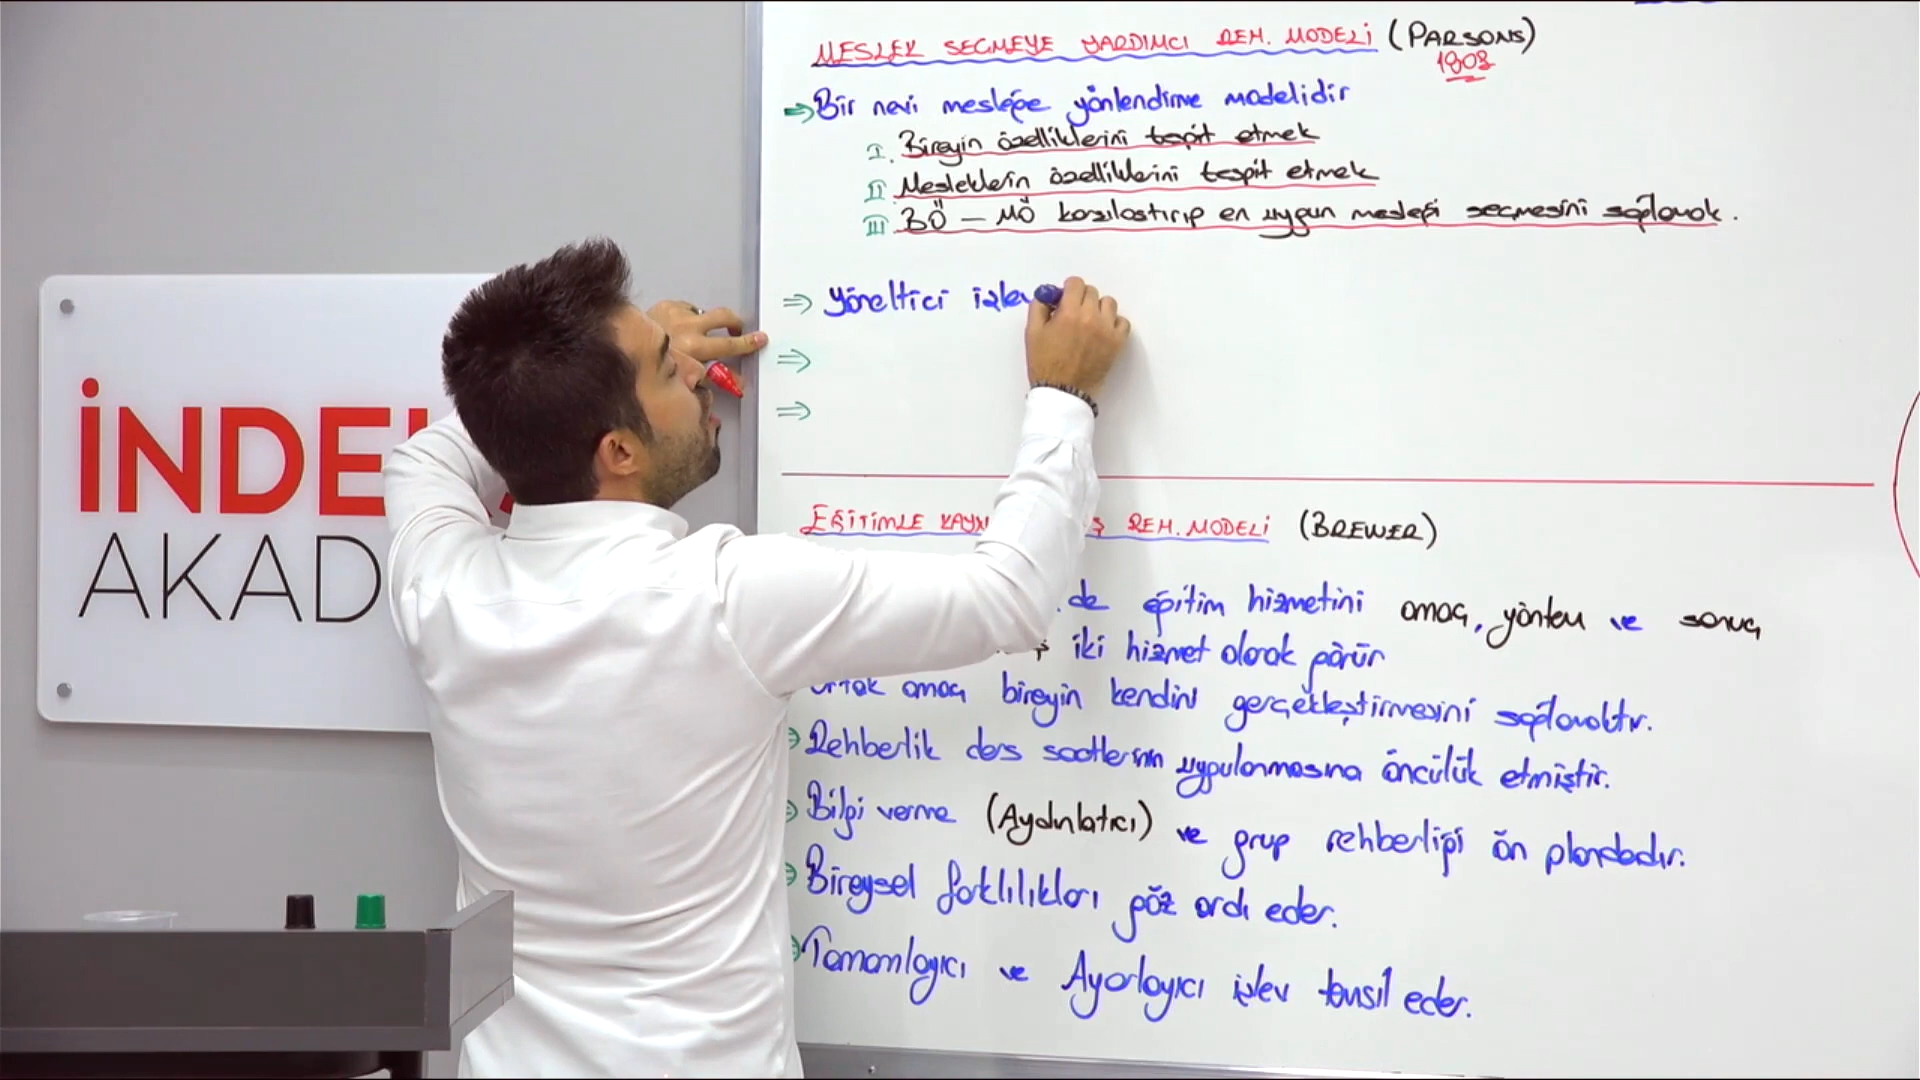 MESLEK SEÇMEYE YARDIMCI REH. MODELİ (PARSONS)
1908
⇒ Bir nevi mesleğe yönlendirme modelidir
I. Bireyin özelliklerini tespit etmek
II Mesleklerin özelliklerini tespit etmek
III BÖ – MÖ karşılaştırıp en uygun mesleği seçmesini sağlamak.
⇒ Yöneltici işlev
⇒
⇒
EĞİTİMLE REH. MODELİ (BREWER)
de eğitim hizmetini amaç, yöntem ve sonuç
iki hizmet olarak görür
Ortak amaç bireyin kendini gerçekleştirmesini sağlamaktır.
⇒ Rehberlik ders saatlerinin uygulanmasına öncülük etmiştir.
⇒ Bilgi verme (Aydınlatıcı) ve grup rehberliği ön plandadır.
⇒ Bireysel farklılıkları göz ardı eder.
⇒ Tamamlayıcı ve Ayarlayıcı işlev temsil eder.
İNDE
AKAD